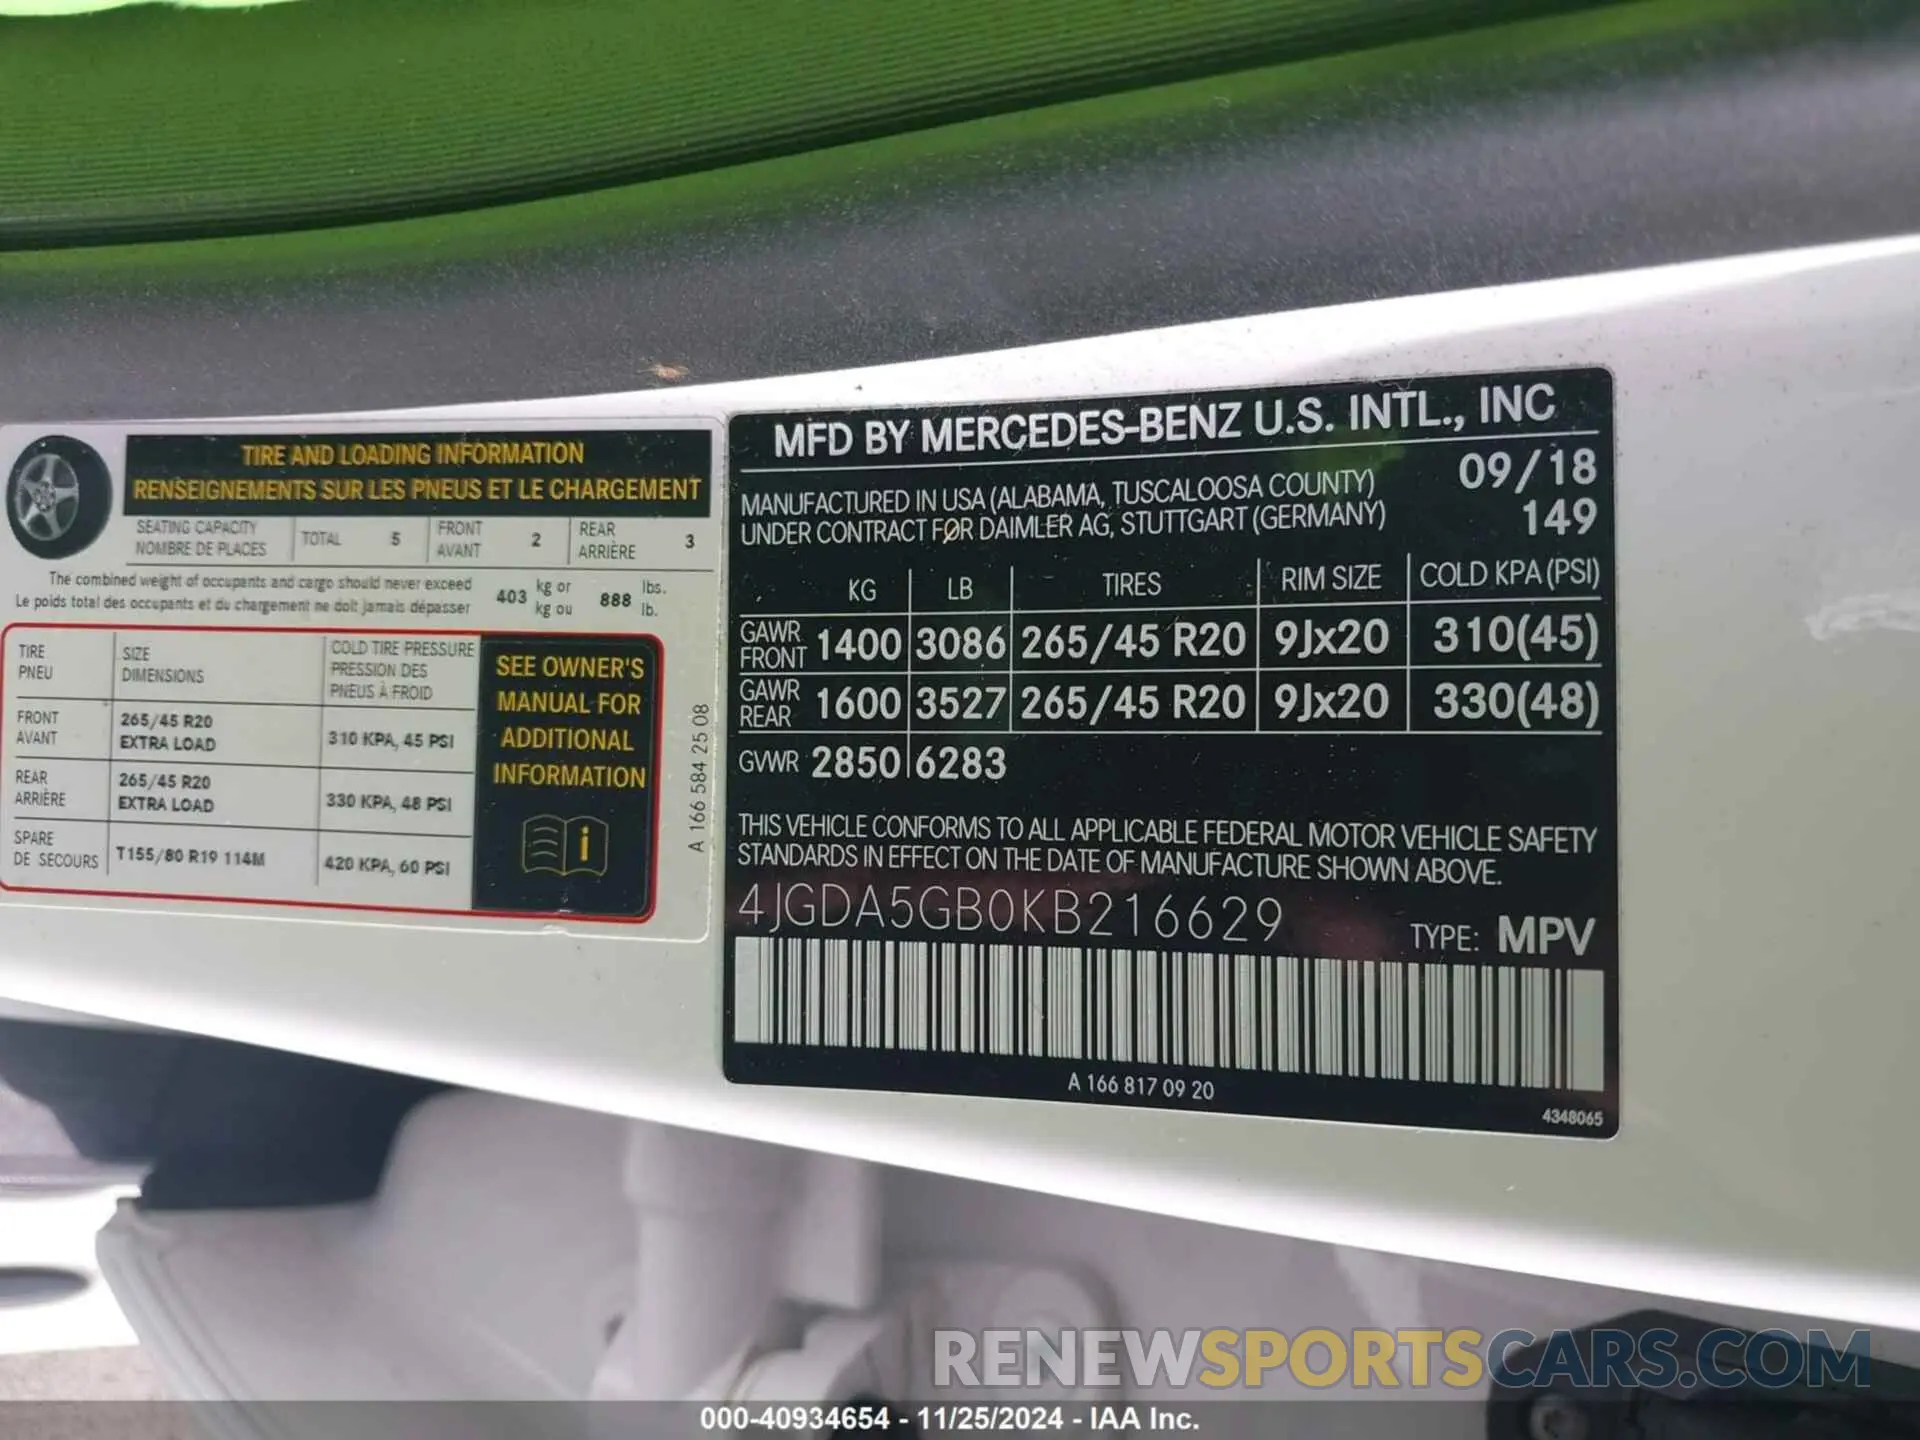 TIRE AND LOADING INFORMATION
RENSEIGNEMENTS SUR LES PNEUS ET LE CHARGEMENT
SEATING CAPACITY
NOMBRE DE PLACES
TOTAL 5
FRONT
AVANT
2
REAR
ARRIÈRE
3
The combined weight of occupants and cargo should never exceed
Le poids total des occupants et du chargement ne doit jamais dépasser
403
kg or
kg ou
888
lbs.
lb.
TIRE
PNEU
SIZE
DIMENSIONS
COLD TIRE PRESSURE
PRESSION DES
PNEUS À FROID
FRONT
AVANT
265/45 R20
EXTRA LOAD
310 KPA, 45 PSI
REAR
ARRIÈRE
265/45 R20
EXTRA LOAD
330 KPA, 48 PSI
SPARE
DE SECOURS
T155/80 R19 114M
420 KPA, 60 PSI
SEE OWNER'S
MANUAL FOR
ADDITIONAL
INFORMATION
i
A 166 584 25 08
MFD BY MERCEDES-BENZ U.S. INTL., INC
MANUFACTURED IN USA (ALABAMA, TUSCALOOSA COUNTY) 09/18
UNDER CONTRACT FOR DAIMLER AG, STUTTGART (GERMANY) 149
KG LB TIRES RIM SIZE COLD KPA (PSI)
GAWR
FRONT
1400 3086 265/45 R20 9Jx20 310(45)
GAWR
REAR
1600 3527 265/45 R20 9Jx20 330(48)
GVWR 2850 6283
THIS VEHICLE CONFORMS TO ALL APPLICABLE FEDERAL MOTOR VEHICLE SAFETY
STANDARDS IN EFFECT ON THE DATE OF MANUFACTURE SHOWN ABOVE.
4JGDA5GB0KB216629
TYPE: MPV
A 166 817 09 20
4348065
RENEWSPORTSCARS.COM
000-40934654 - 11/25/2024 - IAA Inc.